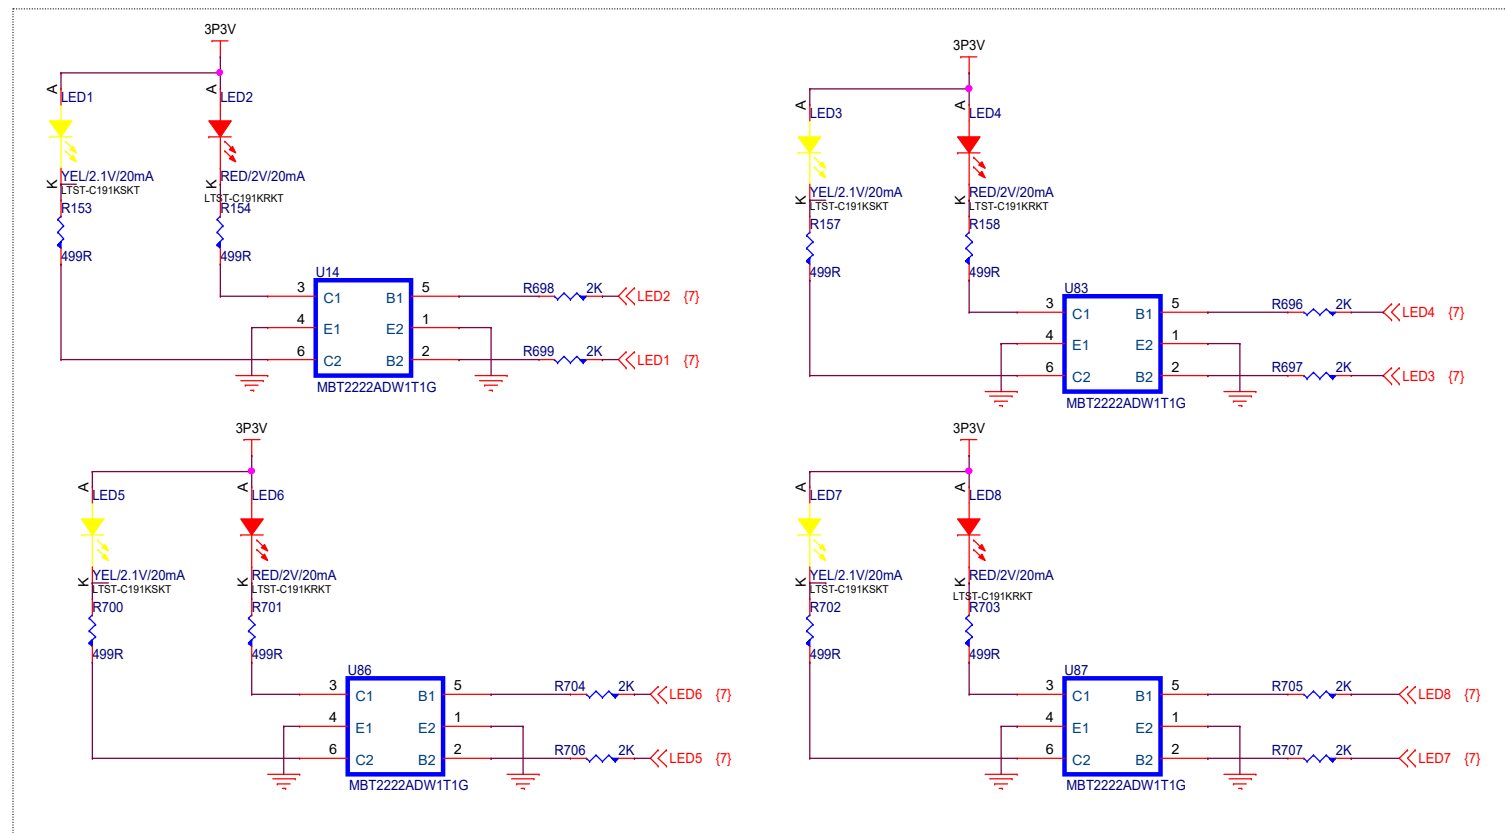 3P3V
A
LED1
A
LED2
YEL/2.1V/20mA
K
LTST-C191KSKT
RED/2V/20mA
K
LTST-C191KRKT
R153
R154
499R
499R
U14
3
C1
B1
5
R698
2K
LED2 {7}
4
E1
E2
1
6
C2
B2
2
R699
2K
LED1 {7}
MBT2222ADW1T1G
3P3V
A
LED3
A
LED4
YEL/2.1V/20mA
K
LTST-C191KSKT
RED/2V/20mA
K
LTST-C191KRKT
R157
R158
499R
499R
U83
3
C1
B1
5
R696
2K
LED4 {7}
4
E1
E2
1
6
C2
B2
2
R697
2K
LED3 {7}
MBT2222ADW1T1G
3P3V
A
LED5
A
LED6
YEL/2.1V/20mA
K
LTST-C191KSKT
RED/2V/20mA
K
LTST-C191KRKT
R700
R701
499R
499R
U86
3
C1
B1
5
R704
2K
LED6 {7}
4
E1
E2
1
6
C2
B2
2
R706
2K
LED5 {7}
MBT2222ADW1T1G
3P3V
A
LED7
A
LED8
YEL/2.1V/20mA
K
LTST-C191KSKT
RED/2V/20mA
K
LTST-C191KRKT
R702
R703
499R
499R
U87
3
C1
B1
5
R705
2K
LED8 {7}
4
E1
E2
1
6
C2
B2
2
R707
2K
LED7 {7}
MBT2222ADW1T1G